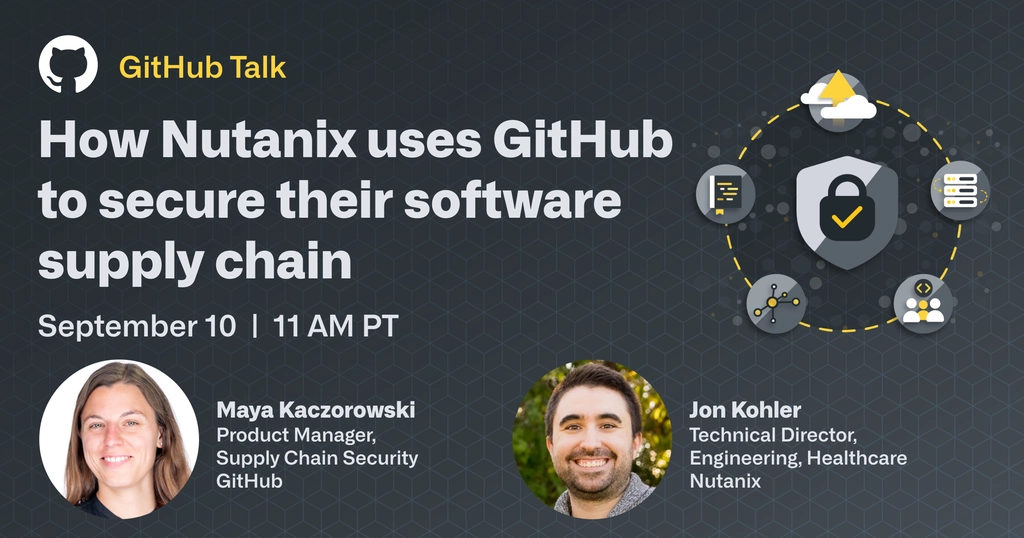 GitHub Talk
How Nutanix uses GitHub
to secure their software
supply chain
September 10 | 11 AM PT
Maya Kaczorowski
Product Manager,
Supply Chain Security
GitHub
Jon Kohler
Technical Director,
Engineering, Healthcare
Nutanix